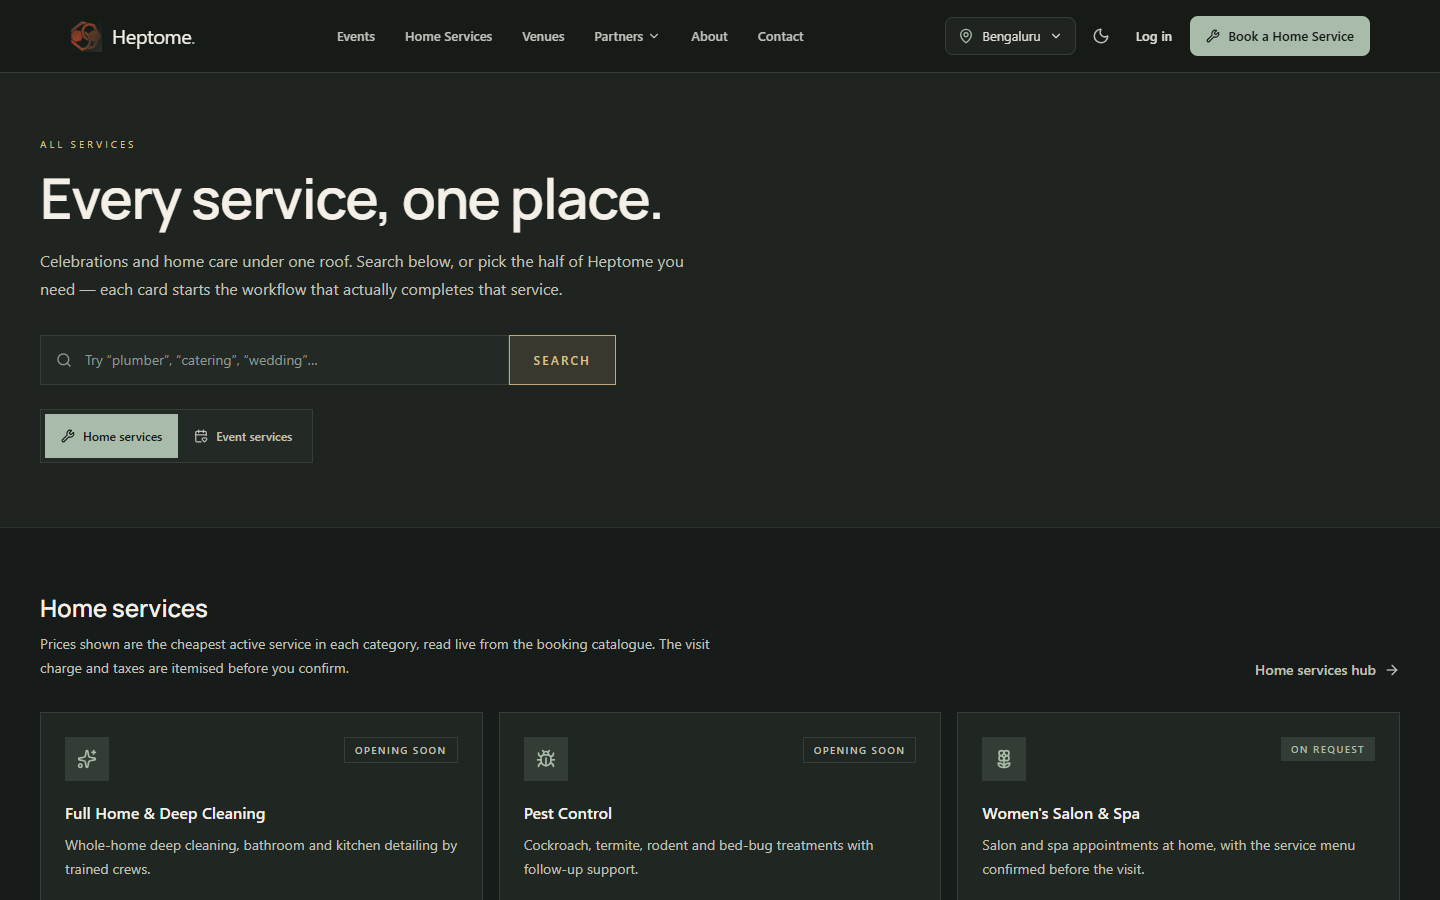 Heptome.
Events
Home Services
Venues
Partners
About
Contact
Bengaluru
Log in
Book a Home Service
ALL SERVICES
Every service, one place.
Celebrations and home care under one roof. Search below, or pick the half of Heptome you
need — each card starts the workflow that actually completes that service.
Try “plumber”, “catering”, “wedding”...
SEARCH
Home services
Event services
Home services
Prices shown are the cheapest active service in each category, read live from the booking catalogue. The visit
charge and taxes are itemised before you confirm.
Home services hub
OPENING SOON
Full Home & Deep Cleaning
Whole-home deep cleaning, bathroom and kitchen detailing by
trained crews.
OPENING SOON
Pest Control
Cockroach, termite, rodent and bed-bug treatments with
follow-up support.
ON REQUEST
Women's Salon & Spa
Salon and spa appointments at home, with the service menu
confirmed before the visit.